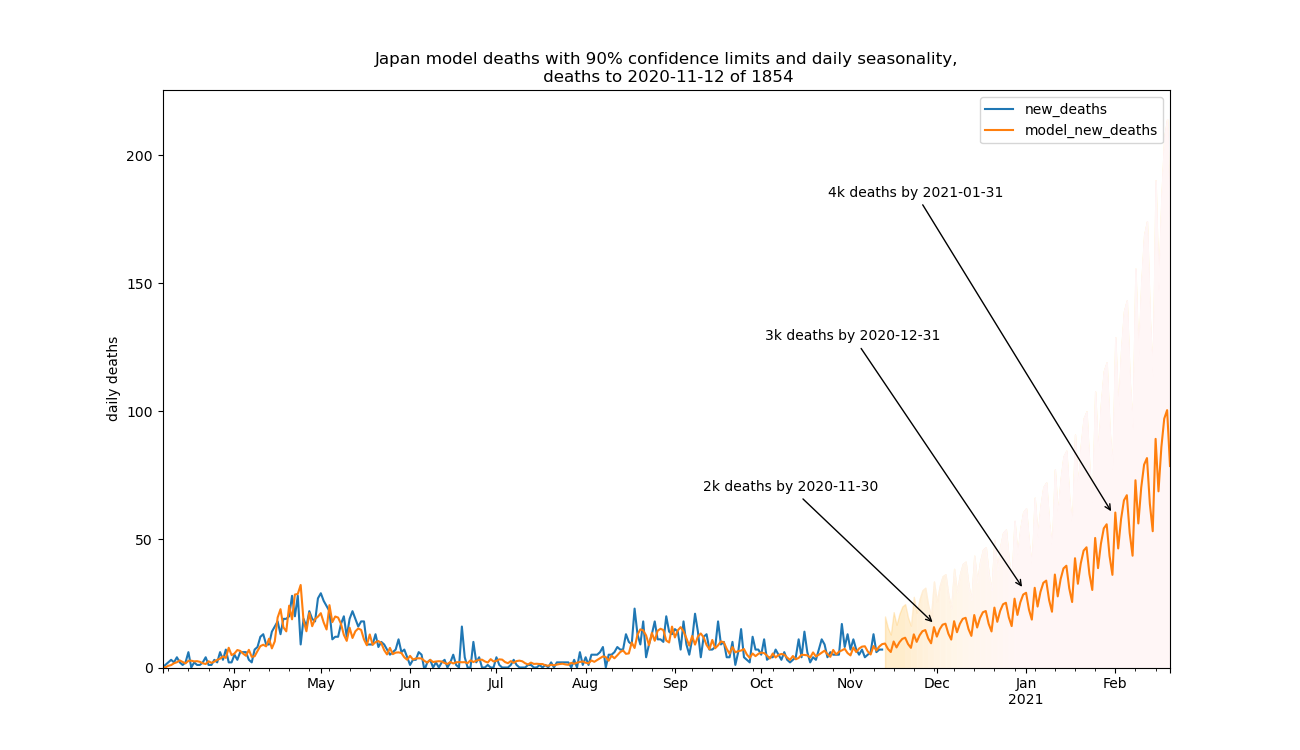 Japan model deaths with 90% confidence limits and daily seasonality,
deaths to 2020-11-12 of 1854
new_deaths
model_new_deaths
200
4k deaths by 2021-01-31
150
3k deaths by 2020-12-31
daily deaths
100
2k deaths by 2020-11-30
50
0
Apr May Jun Jul Aug Sep Oct Nov Dec Jan Feb
2021